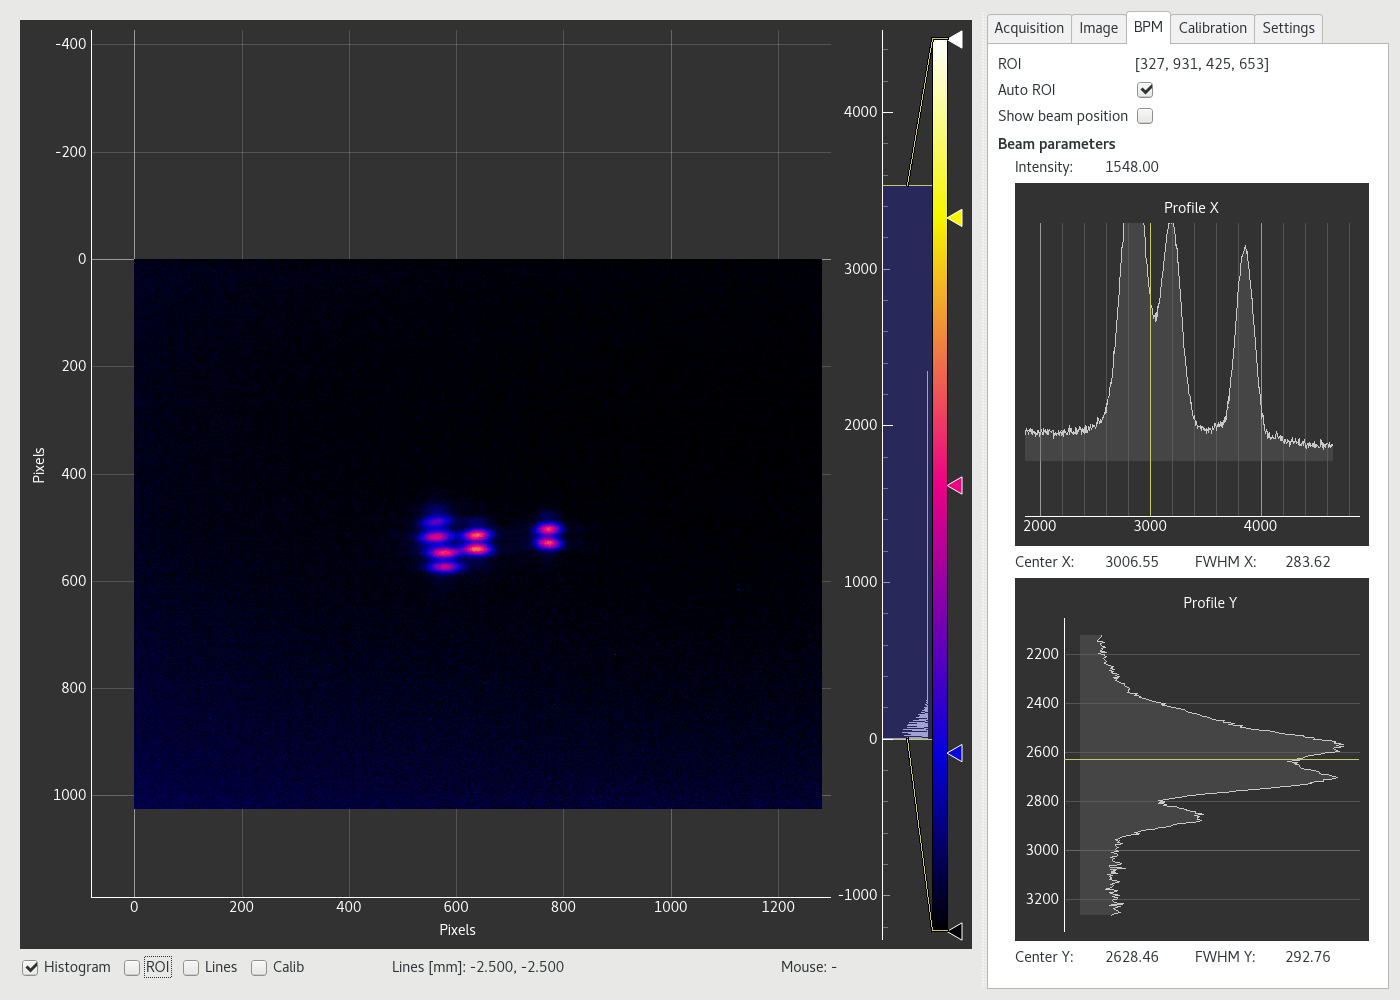 Acquisition Image BPM Calibration Settings
ROI [327, 931, 425, 653]
Auto ROI
Show beam position
Beam parameters
Intensity: 1548.00
Profile X
2000 3000 4000
Center X: 3006.55 FWHM X: 283.62
Profile Y
2200
2400
2600
2800
3000
3200
Center Y: 2628.46 FWHM Y: 292.76
-400
-200
0
200
400
600
800
1000
Pixels
0 200 400 600 800 1000 1200
Pixels
4000
3000
2000
1000
0
-1000
Histogram ROI Lines Calib Lines [mm]: -2.500, -2.500 Mouse: -